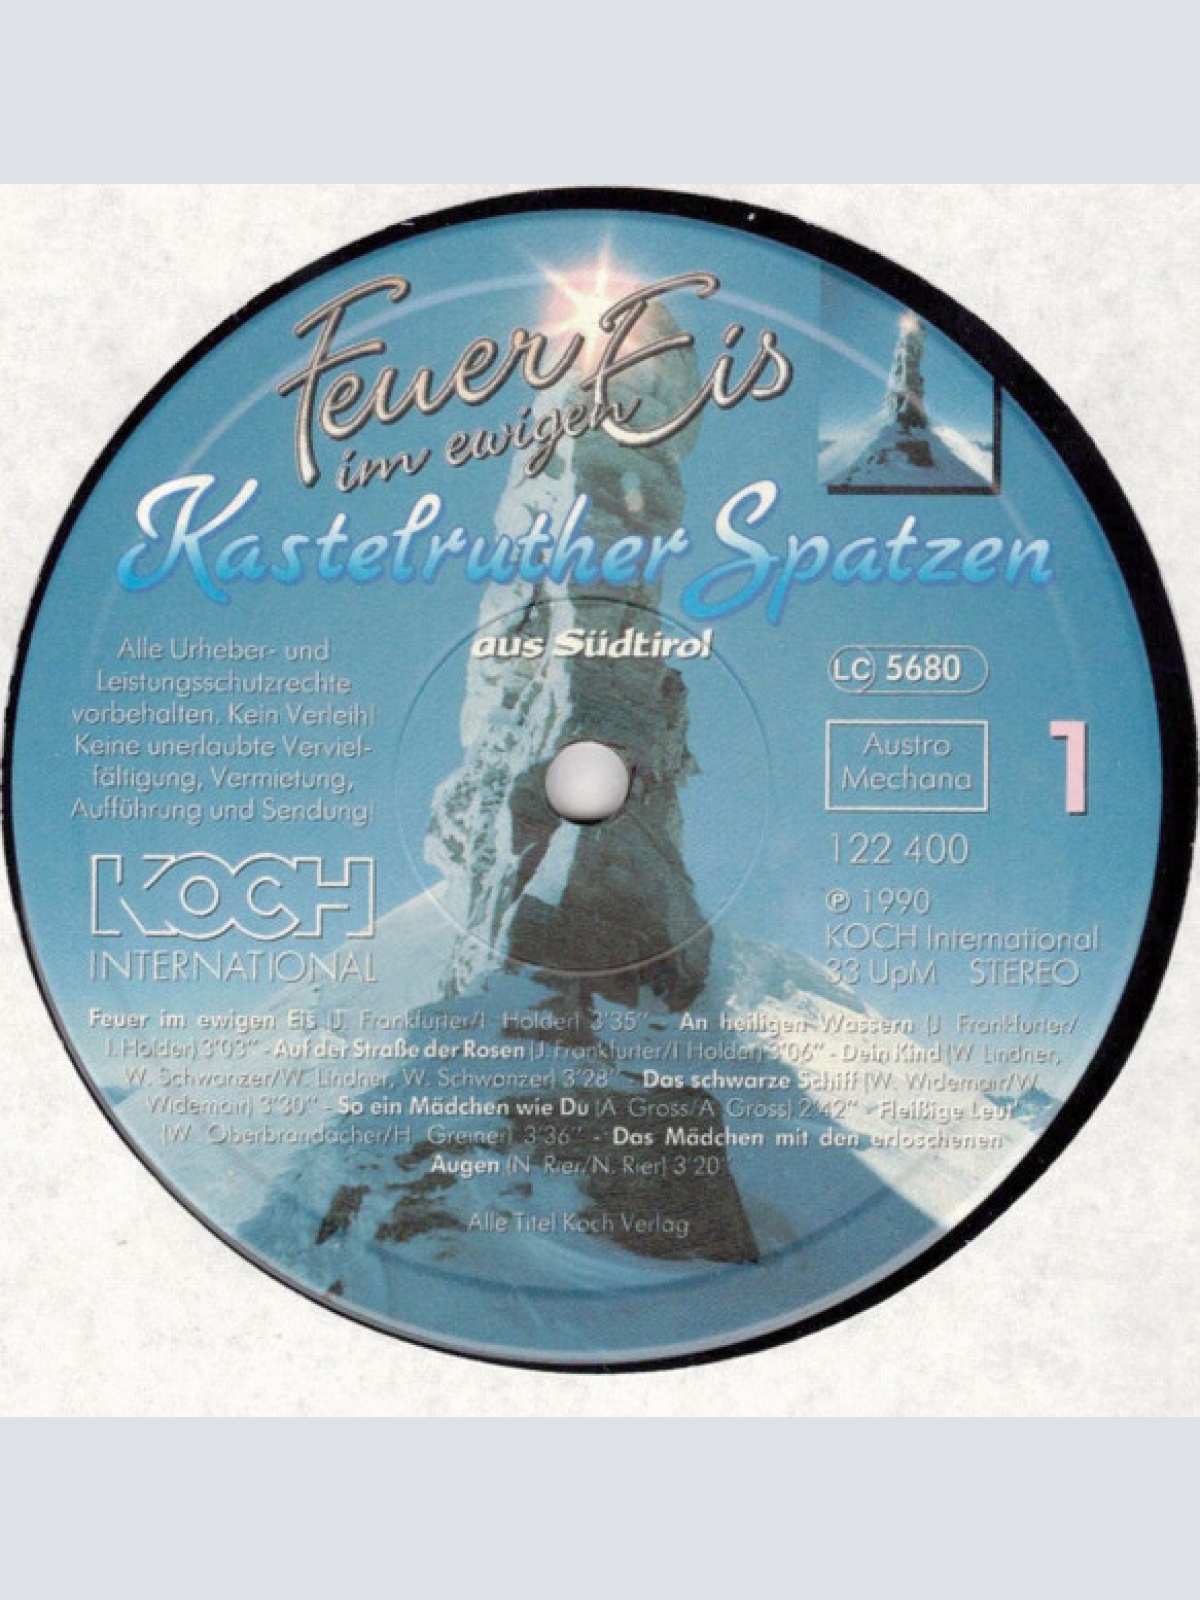 Feuer im ewigen Eis
Kastelruther Spatzen
aus Südtirol
Alle Urheber- und
Leistungsschutzrechte
vorbehalten. Kein Verleih!
Keine unerlaubte Verviel-
fältigung, Vermietung,
Aufführung und Sendung!
KOCH
INTERNATIONAL
LC 5680
Austro
Mechana
1
122 400
℗ 1990
KOCH International
33 UpM STEREO
Feuer im ewigen Eis (J. Frankfurter/I. Holder) 3'35" - An heiligen Wassern (J. Frankfurter/
I. Holder) 3'03" - Auf der Straße der Rosen (J. Frankfurter/I. Holder) 3'06" - Dein Kind (W. Lindner,
W. Schwanzer/W. Lindner, W. Schwanzer) 3'28" - Das schwarze Schiff (W. Widemair/W.
Widemair) 3'30" - So ein Mädchen wie Du (A. Gross/A. Gross) 2'42" - Fleißige Leut'
(W. Oberbrandacher/H. Greiner) 3'36" - Das Mädchen mit den erloschenen
Augen (N. Rier/N. Rier) 3'20"
Alle Titel Koch Verlag